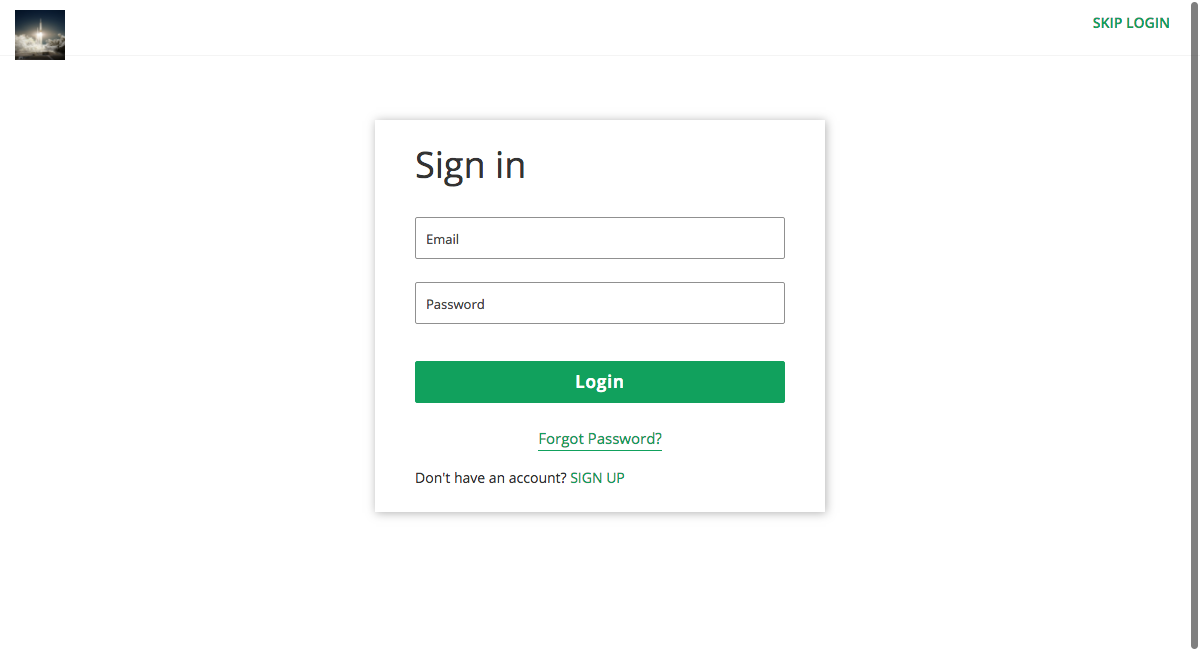 SKIP LOGIN
Sign in
Email
Password
Login
Forgot Password?
Don't have an account? SIGN UP